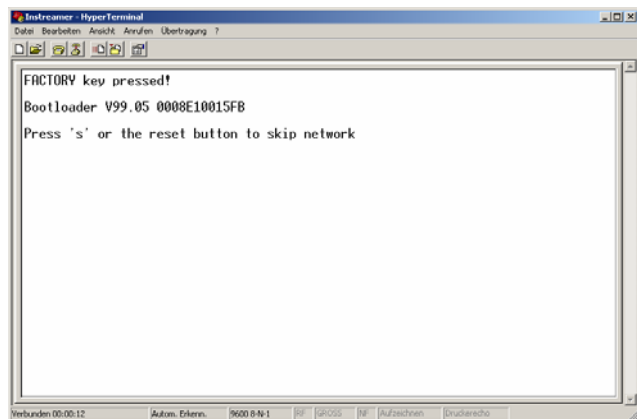 Instreamer - HyperTerminal
Datei Bearbeiten Ansicht Anrufen Übertragung ?
FACTORY key pressed!
Bootloader V99.05 0008E10015FB
Press 's' or the reset button to skip network
Verbunden 00:00:12 Autom. Erkenn. 9600 8-N-1 RF GROSS NF Aufzeichnen Druckerecho